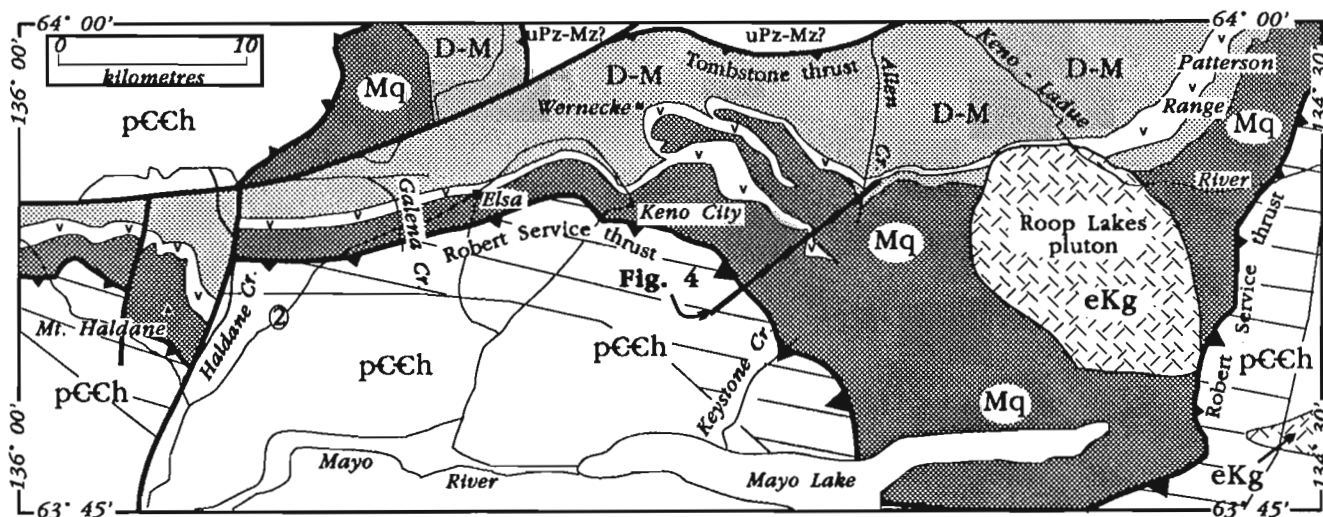 64° 00'
64° 00'
136° 00'
134° 30'
0 10
kilometres
D-M
uPz-Mz?
uPz-Mz?
Mq
D-M
Tombstone thrust
Wernecke
Allen
Cr.
Keno - Ladue
River
D-M
D-M
Patterson
Range
Mq
pЄЄh
v
v
v
v
v
v
v
v
v
v
v
v
Galena Cr.
Elsa
Keno City
Robert Service thrust
Mq
Roop Lakes
pluton
eKg
Robert Service thrust
Fig. 4
Mt. Haldane
Haldane Cr.
2
pЄЄh
pЄЄh
pЄЄh
pЄЄh
Keystone Cr.
Mq
Mayo
River
Mayo Lake
eKg
136° 00'
134° 30'
63° 45'
63° 45'